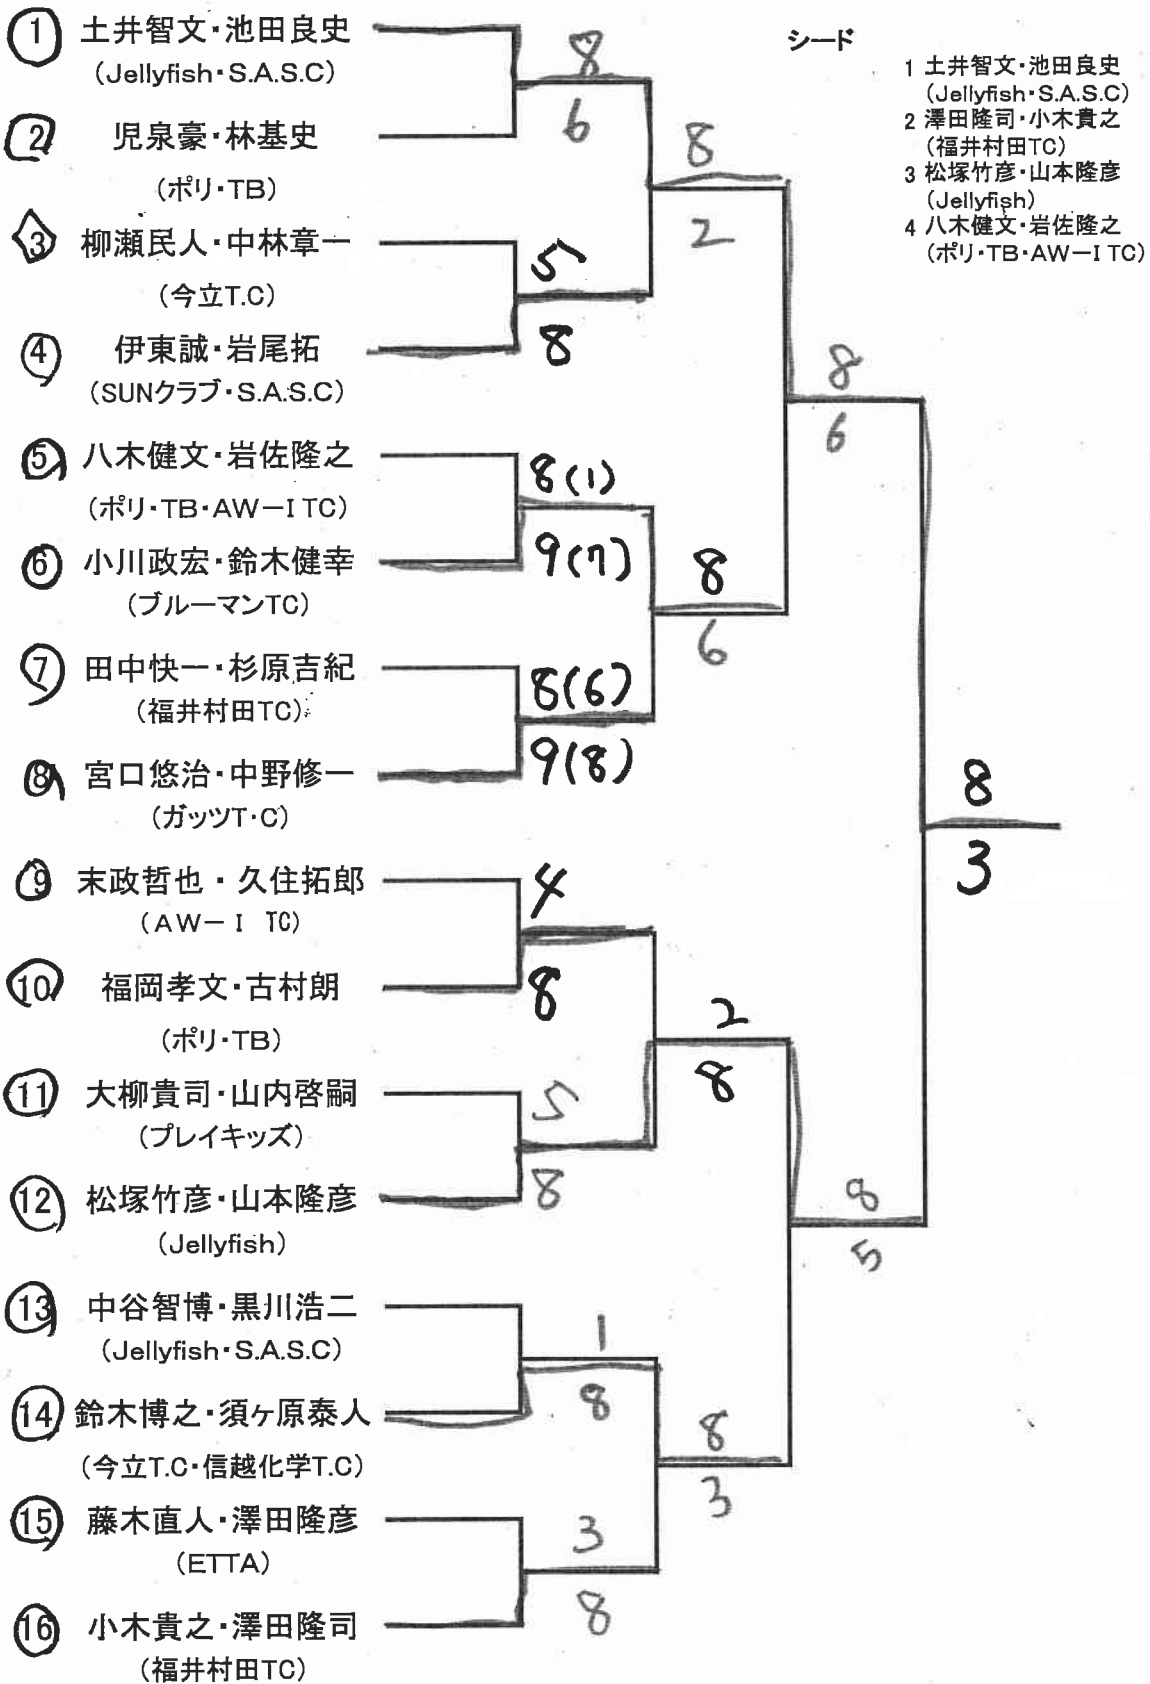 シード
1 土井智文・池田良史
(Jellyfish・S.A.S.C)
2 澤田隆司・小木貴之
(福井村田TC)
3 松塚竹彦・山本隆彦
(Jellyfish)
4 八木健文・岩佐隆之
(ポリ・TB・AW-I TC)
1 土井智文・池田良史
(Jellyfish・S.A.S.C)
8
6
2 児泉豪・林基史
(ポリ・TB)
8
2
3 柳瀬民人・中林章一
(今立T.C)
5
8
4 伊東誠・岩尾拓
(SUNクラブ・S.A.S.C)
8
6
5 八木健文・岩佐隆之
(ポリ・TB・AW-I TC)
8(1)
9(7)
6 小川政宏・鈴木健幸
(ブルーマンTC)
8
6
7 田中快一・杉原吉紀
(福井村田TC)
8(6)
9(8)
8 宮口悠治・中野修一
(ガッツT・C)
8
3
9 末政哲也・久住拓郎
(AW-I TC)
4
8
10 福岡孝文・古村朗
(ポリ・TB)
2
8
11 大柳貴司・山内啓嗣
(プレイキッズ)
5
8
12 松塚竹彦・山本隆彦
(Jellyfish)
8
5
13 中谷智博・黒川浩二
(Jellyfish・S.A.S.C)
1
8
14 鈴木博之・須ヶ原泰人
(今立T.C・信越化学T.C)
8
3
15 藤木直人・澤田隆彦
(ETTA)
3
8
16 小木貴之・澤田隆司
(福井村田TC)